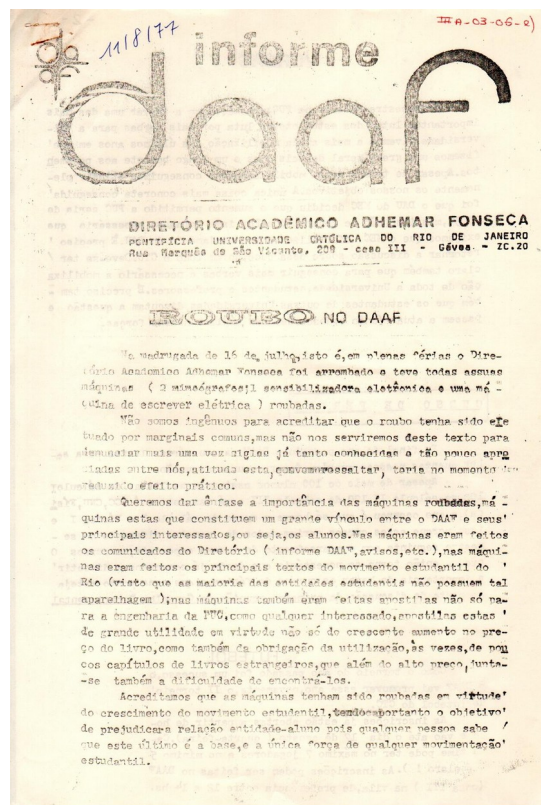 III A-03-06-2)
11/8/77
informe
daaf
DIRETÓRIO ACADÊMICO ADHEMAR FONSECA
PONTIFÍCIA UNIVERSIDADE CATÓLICA DO RIO DE JANEIRO
Rua Marquês de São Vicente, 209 - casa III - Gávea - ZC.20
ROUBO NO DAAF
Na madrugada de 16 de julho,isto é,em plenas férias o Dire-
tório Academico Adhemar Fonseca foi arrombado e teve todas assuas
máquinas ( 2 mimeógrafos;1 sensibilizadora eletronica e uma má -
quina de escrever elétrica ) roubadas.
Não somos ingênuos para acreditar que o roubo tenha sido efe
tuado por marginais comuns,mas não nos serviremos deste texto para
denunciar mais uma vez siglas já tanto conhecidas e tão pouco apre
ciadas entre nós,atitude esta,convemressaltar, teria no momento
reduzido efeito prático.
Queremos dar ênfase a importância das máquinas roubadas,má -
quinas estas que constituem um grande vínculo entre o DAAF e seus'
principais interessados,ou seja,os alunos.Nas máquinas eram feitos
os comunicados do Diretório ( informe DAAF,avisos,etc.),nas máqui-
nas eram feitos os principais textos do movimento estudantil do '
Rio (visto que as maioria das entidades estudantis não possuem tal
aparelhagem );nas máquinas também eram feitas apostilas não só pa-
ra a engenharia da PUC,como qualquer interessado,apostilas estas '
de grande utilidade em virtude não só do crescente aumento no pre-
ço do livro,como também da obrigação da utilização,às vezes,de pou
cos capítulos de livros estrangeiros,que além do alto preço,junta-
-se também a dificuldade de encontrá-los.
Acreditamos que as máquinas tenham sido roubadas em virtude'
do crescimento do movimento estudantil,tendoportanto o objetivo'
de prejudicara relação entidade-aluno pois qualquer pessoa sabe '
que este último é a base,e a única força de qualquer movimentação'
estudantil.